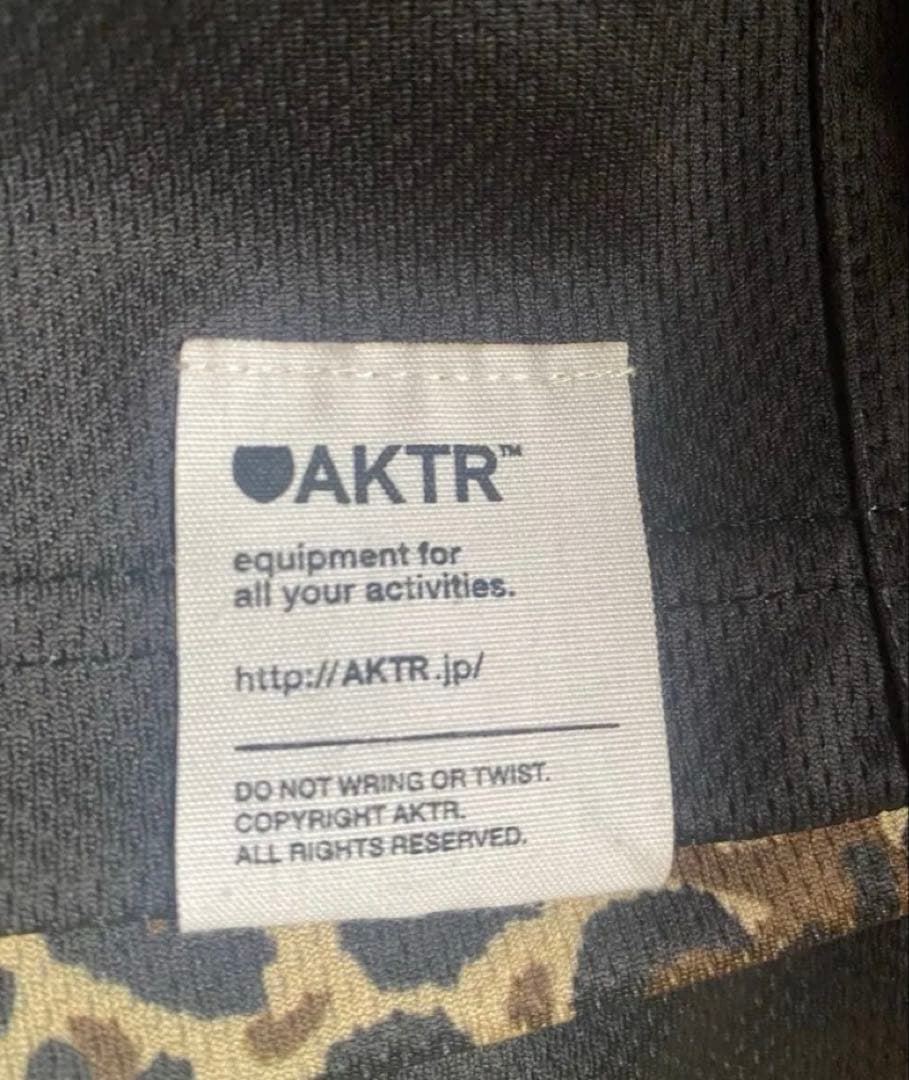 AKTR™
equipment for
all your activities.
http://AKTR.jp/
DO NOT WRING OR TWIST.
COPYRIGHT AKTR.
ALL RIGHTS RESERVED.